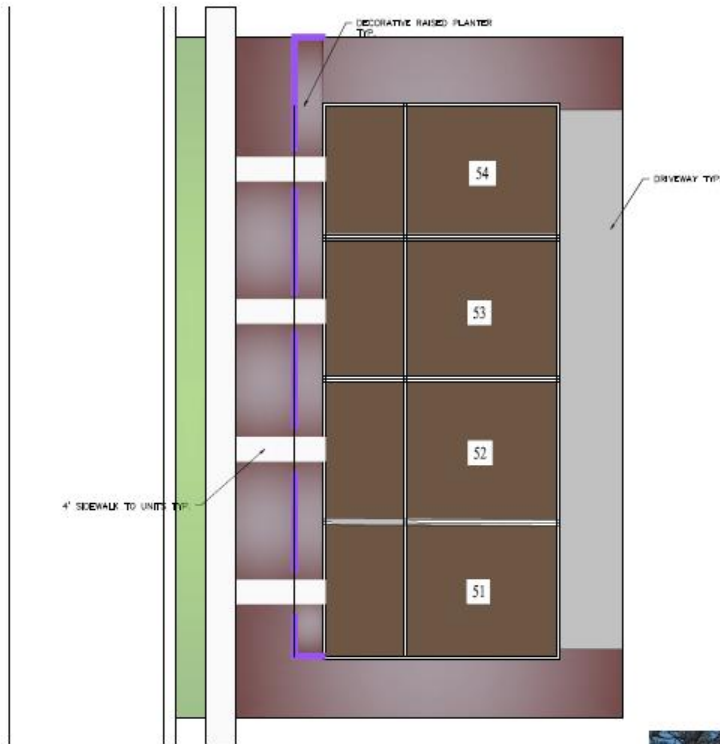 DECORATIVE RAISED PLANTER
TYP.
54
DRIVEWAY TYP
53
52
4' SIDEWALK TO UNITS TYP.
51